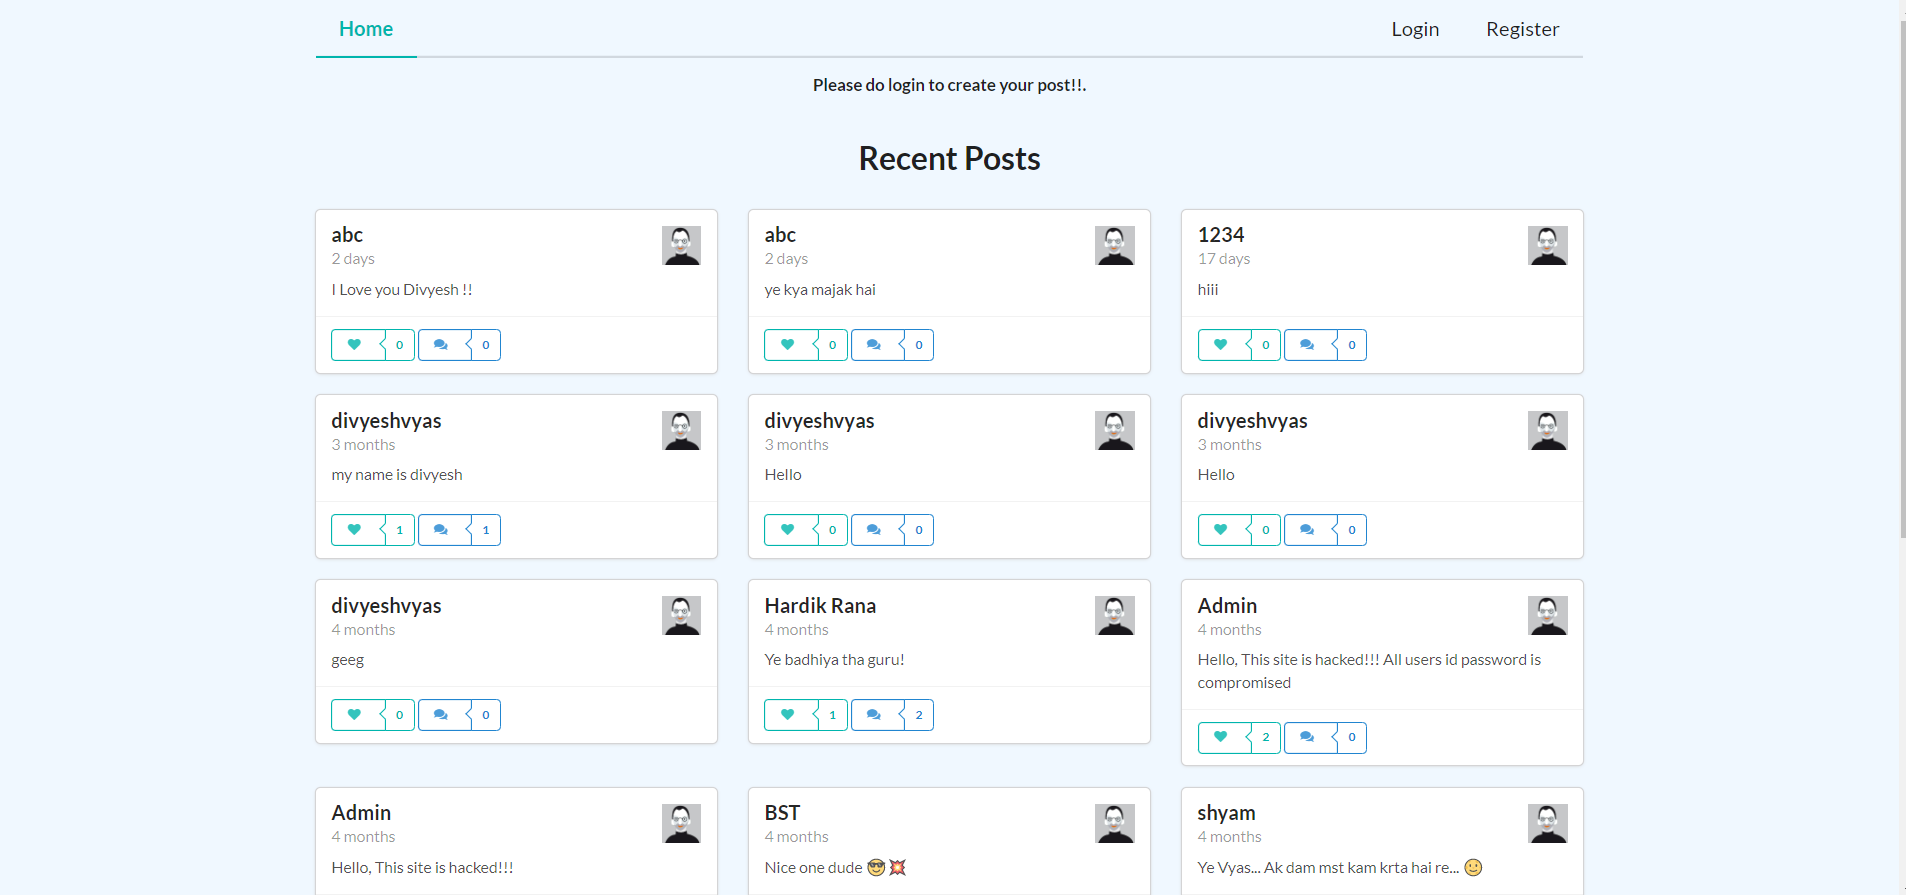 Home
Login
Register
Please do login to create your post!!.
Recent Posts
abc
2 days
I Love you Divyesh !!
0
0
abc
2 days
ye kya majak hai
0
0
1234
17 days
hiii
0
0
divyeshvyas
3 months
my name is divyesh
1
1
divyeshvyas
3 months
Hello
0
0
divyeshvyas
3 months
Hello
0
0
divyeshvyas
4 months
geeg
0
0
Hardik Rana
4 months
Ye badhiya tha guru!
1
2
Admin
4 months
Hello, This site is hacked!!! All users id password is
compromised
2
0
Admin
4 months
Hello, This site is hacked!!!
BST
4 months
Nice one dude 😎💥
shyam
4 months
Ye Vyas... Ak dam mst kam krta hai re... 🙂